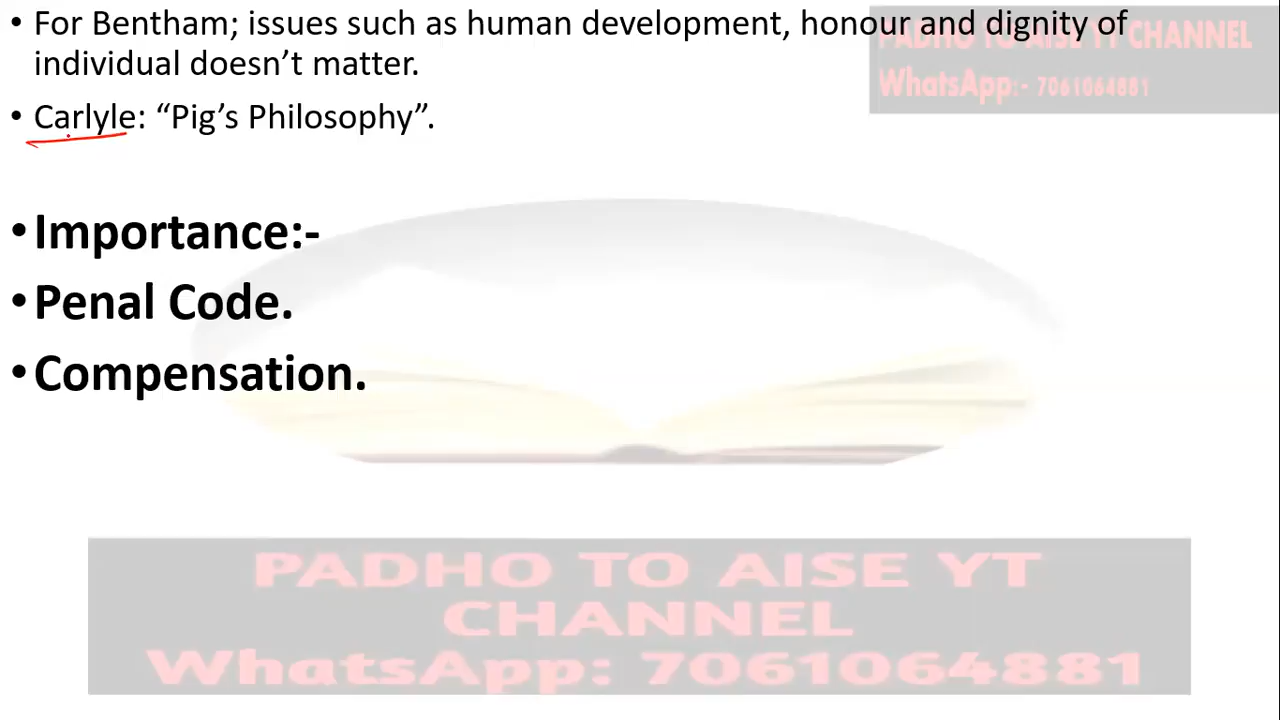 • For Bentham; issues such as human development, honour and dignity of
individual doesn't matter.
PADHO TO AISE YT CHANNEL
WhatsApp:- 7061064881
• Carlyle: “Pig's Philosophy”.
• Importance:-
• Penal Code.
• Compensation.
PADHO TO AISE YT
CHANNEL
WhatsApp: 7061064881